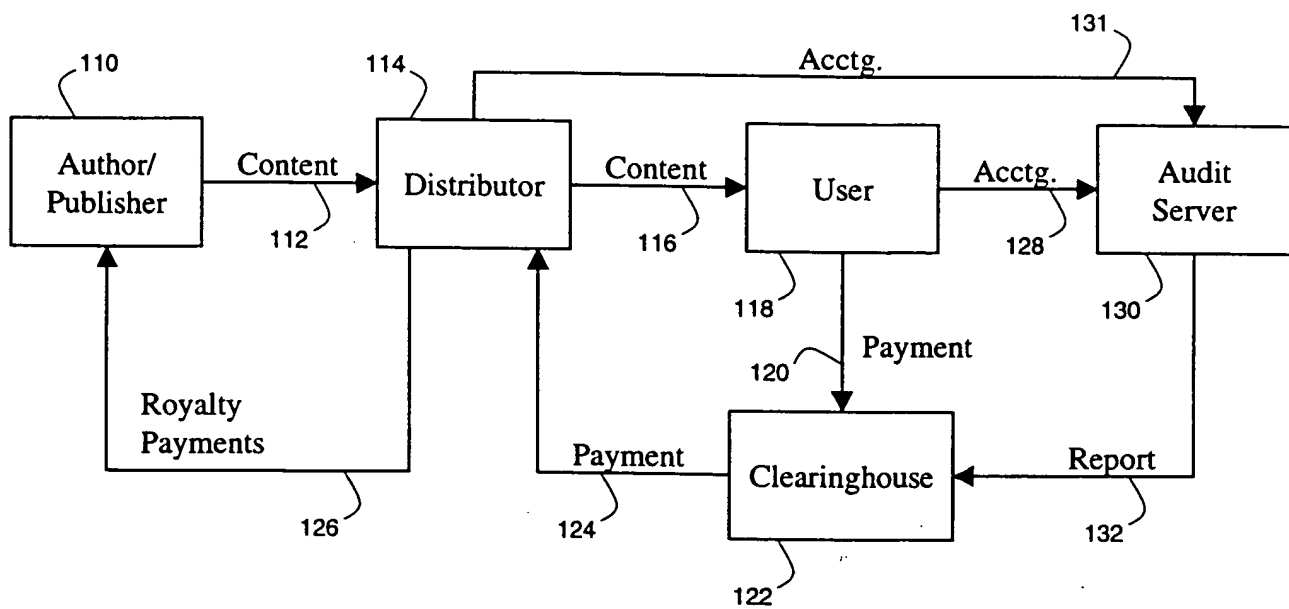 131
110
114
Acctg.
Author/
Publisher
Content
Distributor
Content
User
Acctg.
Audit
Server
112
116
128
118
130
120
Payment
Royalty
Payments
Payment
Clearinghouse
Report
126
124
132
122